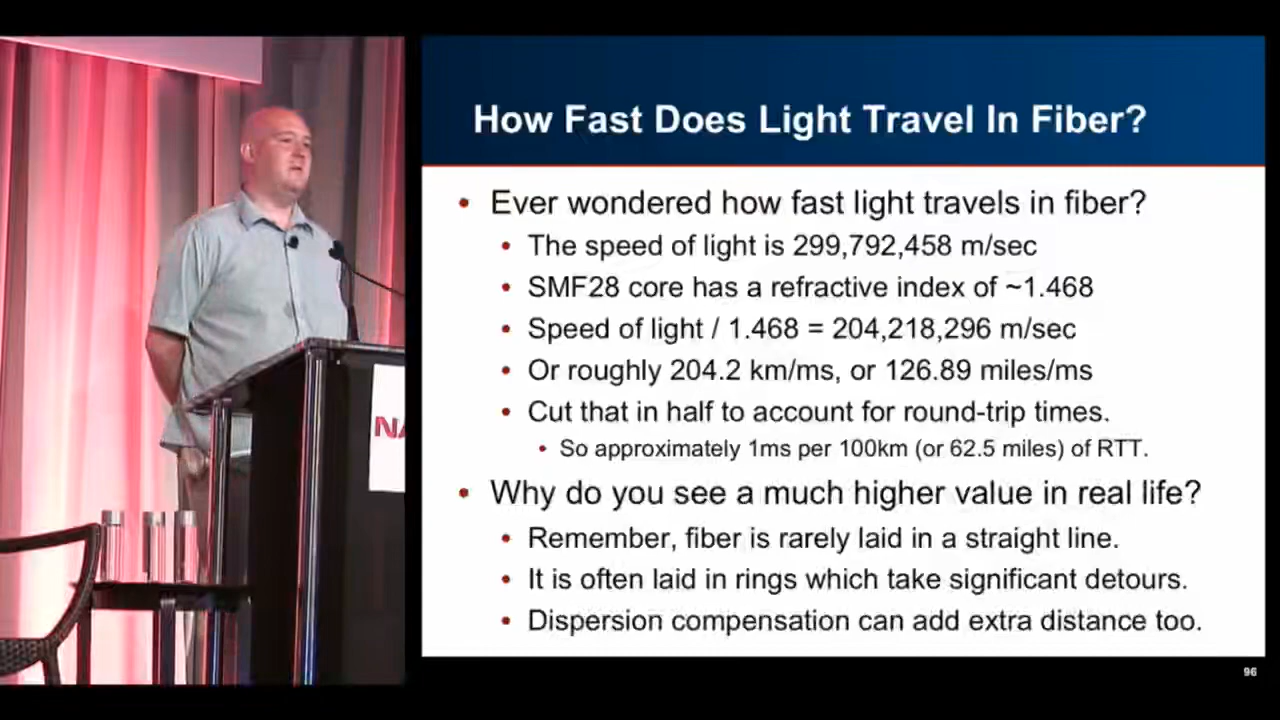 How Fast Does Light Travel In Fiber?
• Ever wondered how fast light travels in fiber?
• The speed of light is 299,792,458 m/sec
• SMF28 core has a refractive index of ~1.468
• Speed of light / 1.468 = 204,218,296 m/sec
• Or roughly 204.2 km/ms, or 126.89 miles/ms
• Cut that in half to account for round-trip times.
• So approximately 1ms per 100km (or 62.5 miles) of RTT.
• Why do you see a much higher value in real life?
• Remember, fiber is rarely laid in a straight line.
• It is often laid in rings which take significant detours.
• Dispersion compensation can add extra distance too.
96